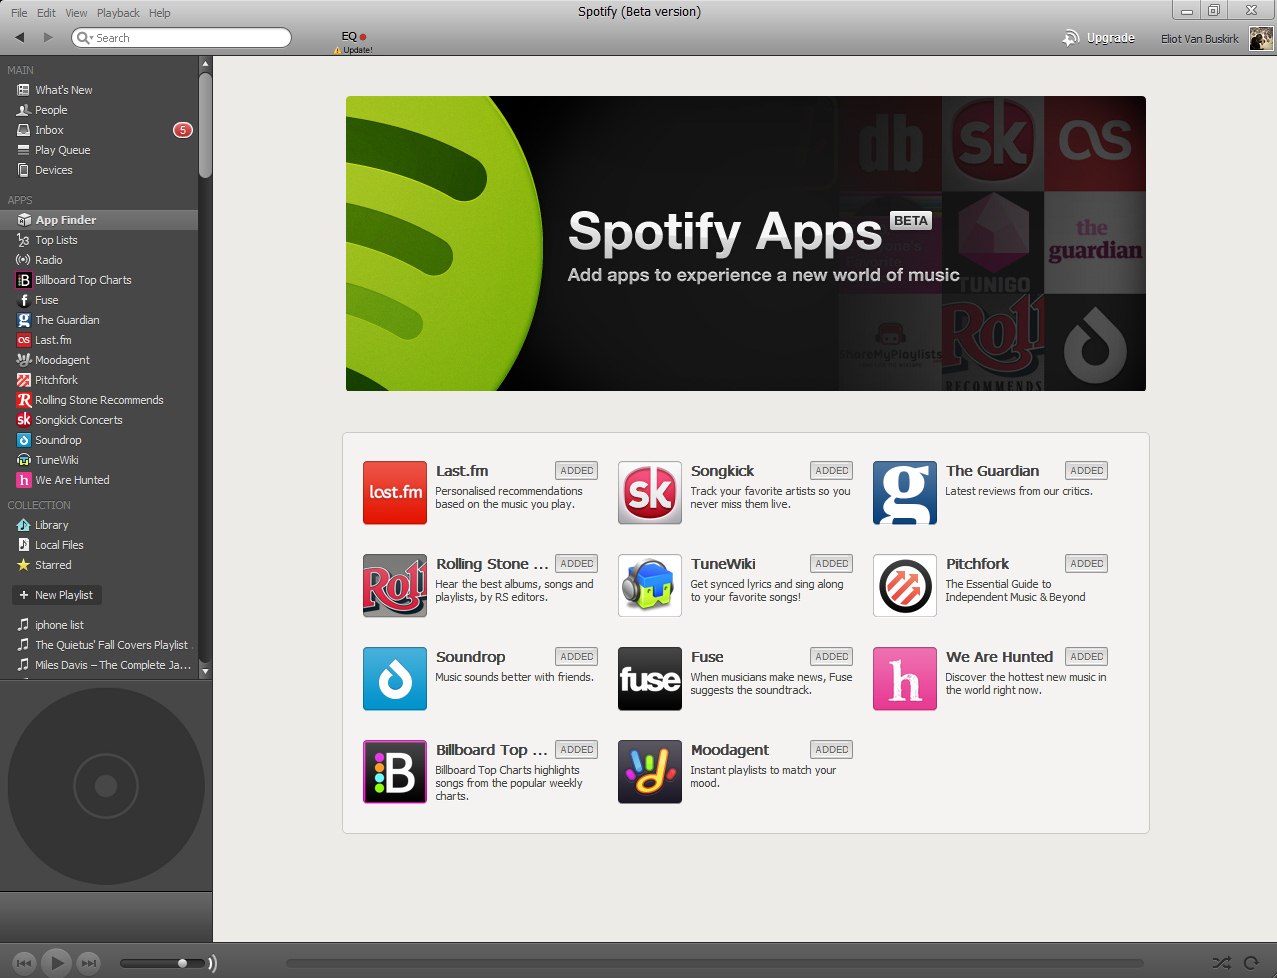 Spotify (Beta version)
File Edit View Playback Help
Search
EQ
Update!
Upgrade
Eliot Van Buskirk
MAIN
What's New
People
Inbox
5
Play Queue
Devices
APPS
App Finder
Top Lists
Radio
Billboard Top Charts
Fuse
The Guardian
Last.fm
Moodagent
Pitchfork
Rolling Stone Recommends
Songkick Concerts
Soundrop
TuneWiki
We Are Hunted
COLLECTION
Library
Local Files
Starred
+ New Playlist
iphone list
The Quietus' Fall Covers Playlist
Miles Davis – The Complete Ja...
db
sk
as
Spotify Apps BETA
Add apps to experience a new world of music
TUNIGO
the
guardian
ShareMyPlaylists
Roll
RECOMMENDS
last.fm
Last.fm ADDED
Personalised recommendations
based on the music you play.
sk
Songkick ADDED
Track your favorite artists so you
never miss them live.
g
The Guardian ADDED
Latest reviews from our critics.
Roll
Rolling Stone ... ADDED
Hear the best albums, songs and
playlists, by RS editors.
TuneWiki ADDED
Get synced lyrics and sing along
to your favorite songs!
Pitchfork ADDED
The Essential Guide to
Independent Music & Beyond
Soundrop ADDED
Music sounds better with friends.
fuse
Fuse ADDED
When musicians make news, Fuse
suggests the soundtrack.
h
We Are Hunted ADDED
Discover the hottest new music in
the world right now.
B
Billboard Top ... ADDED
Billboard Top Charts highlights
songs from the popular weekly
charts.
Moodagent ADDED
Instant playlists to match your
mood.